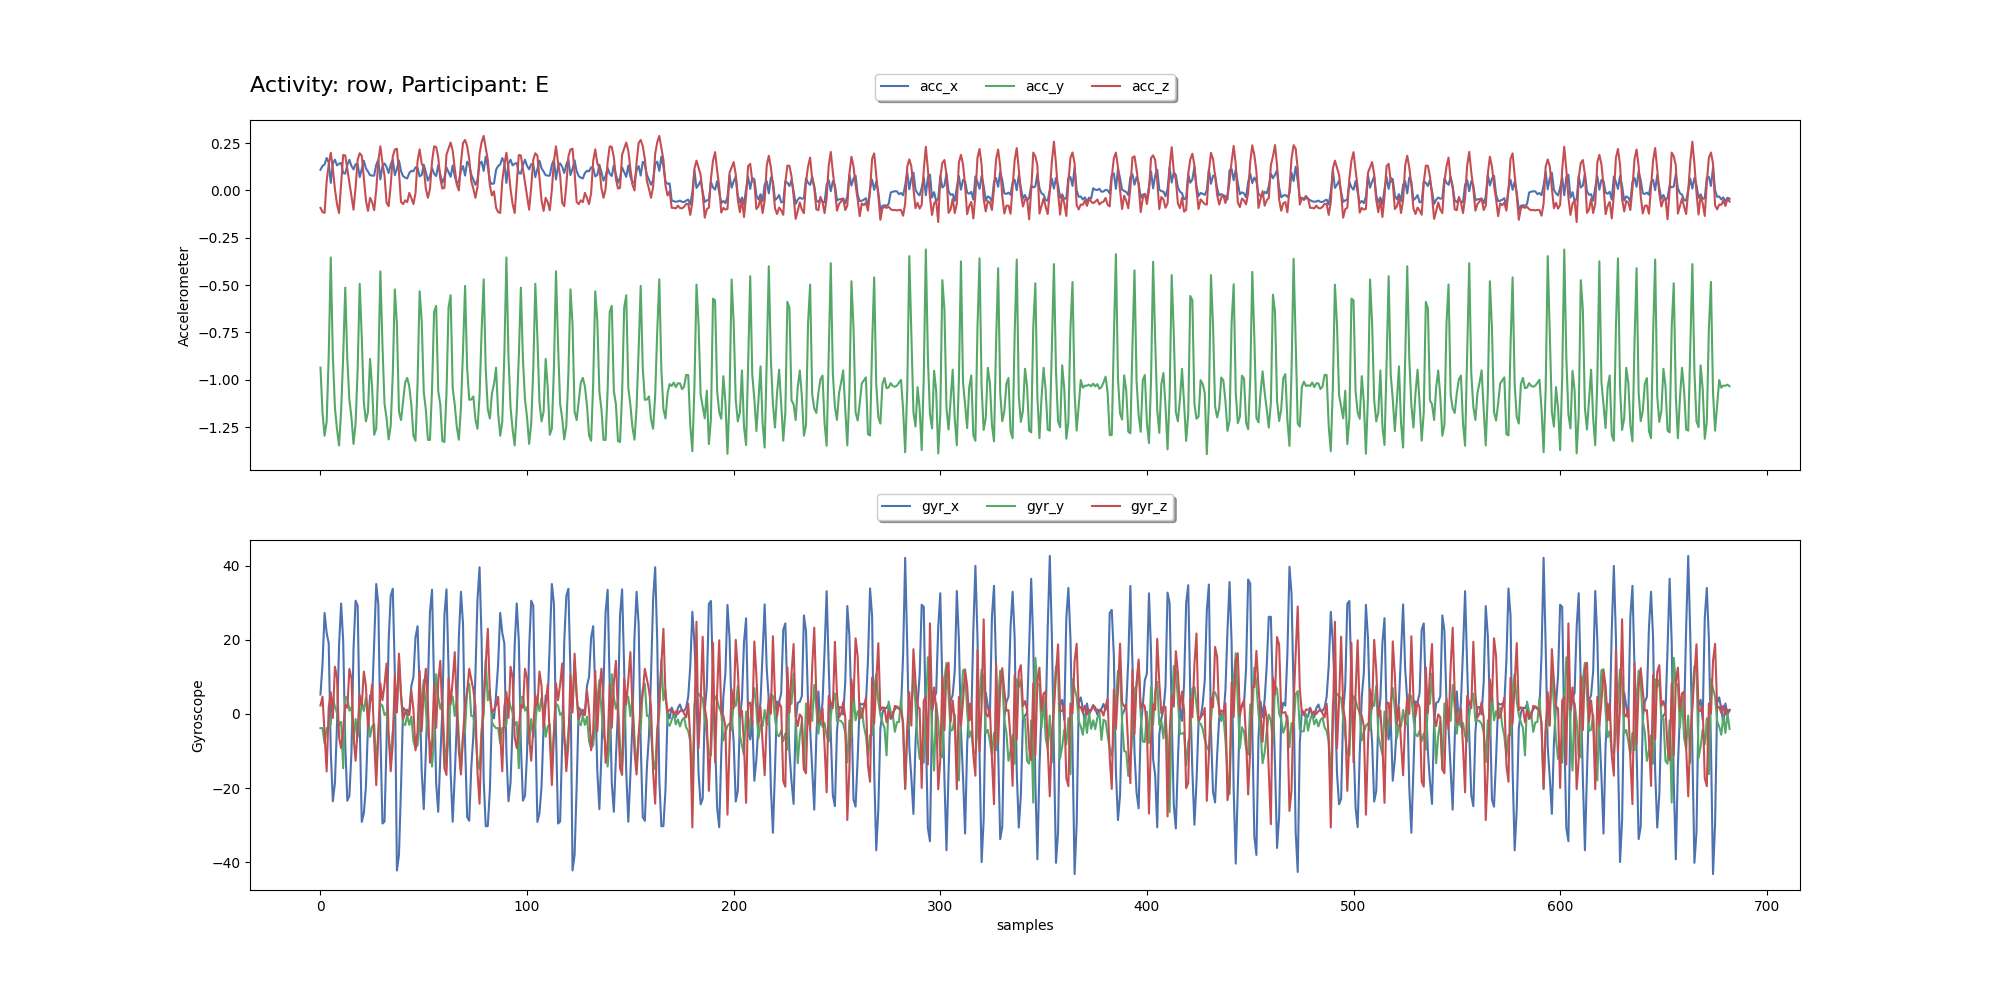 Activity: row, Participant: E
acc_x acc_y acc_z
0.25
0.00
−0.25
−0.50
−0.75
−1.00
−1.25
Accelerometer
gyr_x gyr_y gyr_z
40
20
0
−20
−40
Gyroscope
0 100 200 300 400 500 600 700
samples